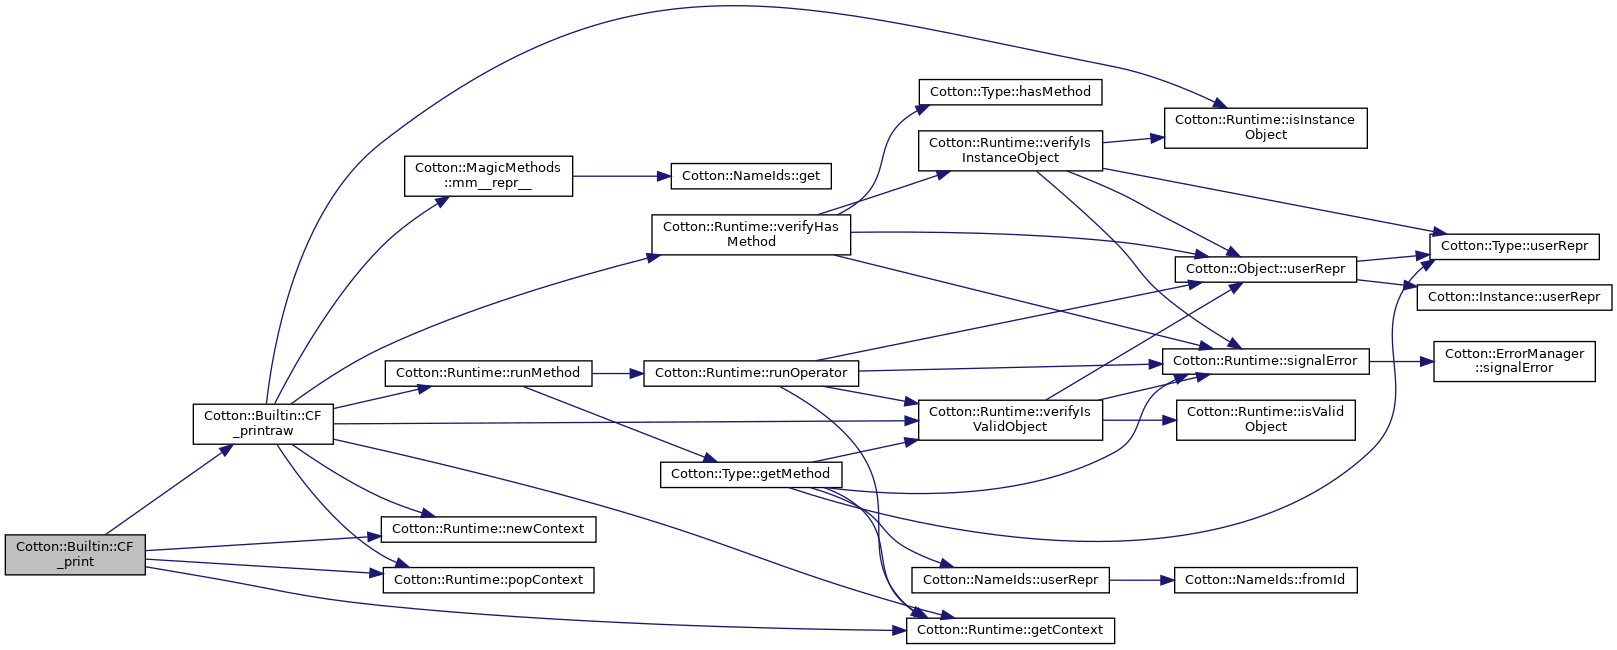 Cotton::Type::hasMethod
Cotton::Runtime::isInstance
Object
Cotton::Runtime::verifyIs
InstanceObject
Cotton::MagicMethods
::mm__repr__
Cotton::NameIds::get
Cotton::Runtime::verifyHas
Method
Cotton::Type::userRepr
Cotton::Object::userRepr
Cotton::Instance::userRepr
Cotton::Runtime::signalError
Cotton::ErrorManager
::signalError
Cotton::Runtime::runMethod
Cotton::Runtime::runOperator
Cotton::Builtin::CF
_printraw
Cotton::Runtime::verifyIs
ValidObject
Cotton::Runtime::isValid
Object
Cotton::Type::getMethod
Cotton::Runtime::newContext
Cotton::Builtin::CF
_print
Cotton::Runtime::popContext
Cotton::NameIds::userRepr
Cotton::NameIds::fromId
Cotton::Runtime::getContext